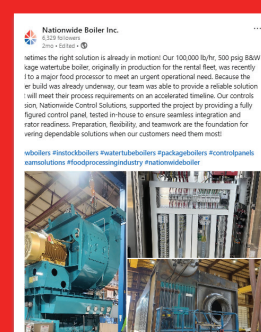 Nationwide Boiler Inc.
6,329 followers
2mo • Edited •
netimes the right solution is already in motion! Our 100,000 lb/hr, 500 psig B&W
kage watertube boiler, originally in production for the rental fleet, was recently
l to a major food processor to meet an urgent operational need. Because the
er build was already underway, our team was able to provide a reliable solution
: will meet their process requirements on an accelerated timeline. Our controls
sion, Nationwide Control Solutions, supported the project by providing a fully
figured control panel, tested in-house to ensure seamless integration and
rator readiness. Preparation, flexibility, and teamwork are the foundation for
vering dependable solutions when our customers need them most!
wboilers #instockboilers #watertubeboilers #packageboilers #controlpanels
eamsolutions #foodprocessingindustry #nationwideboiler